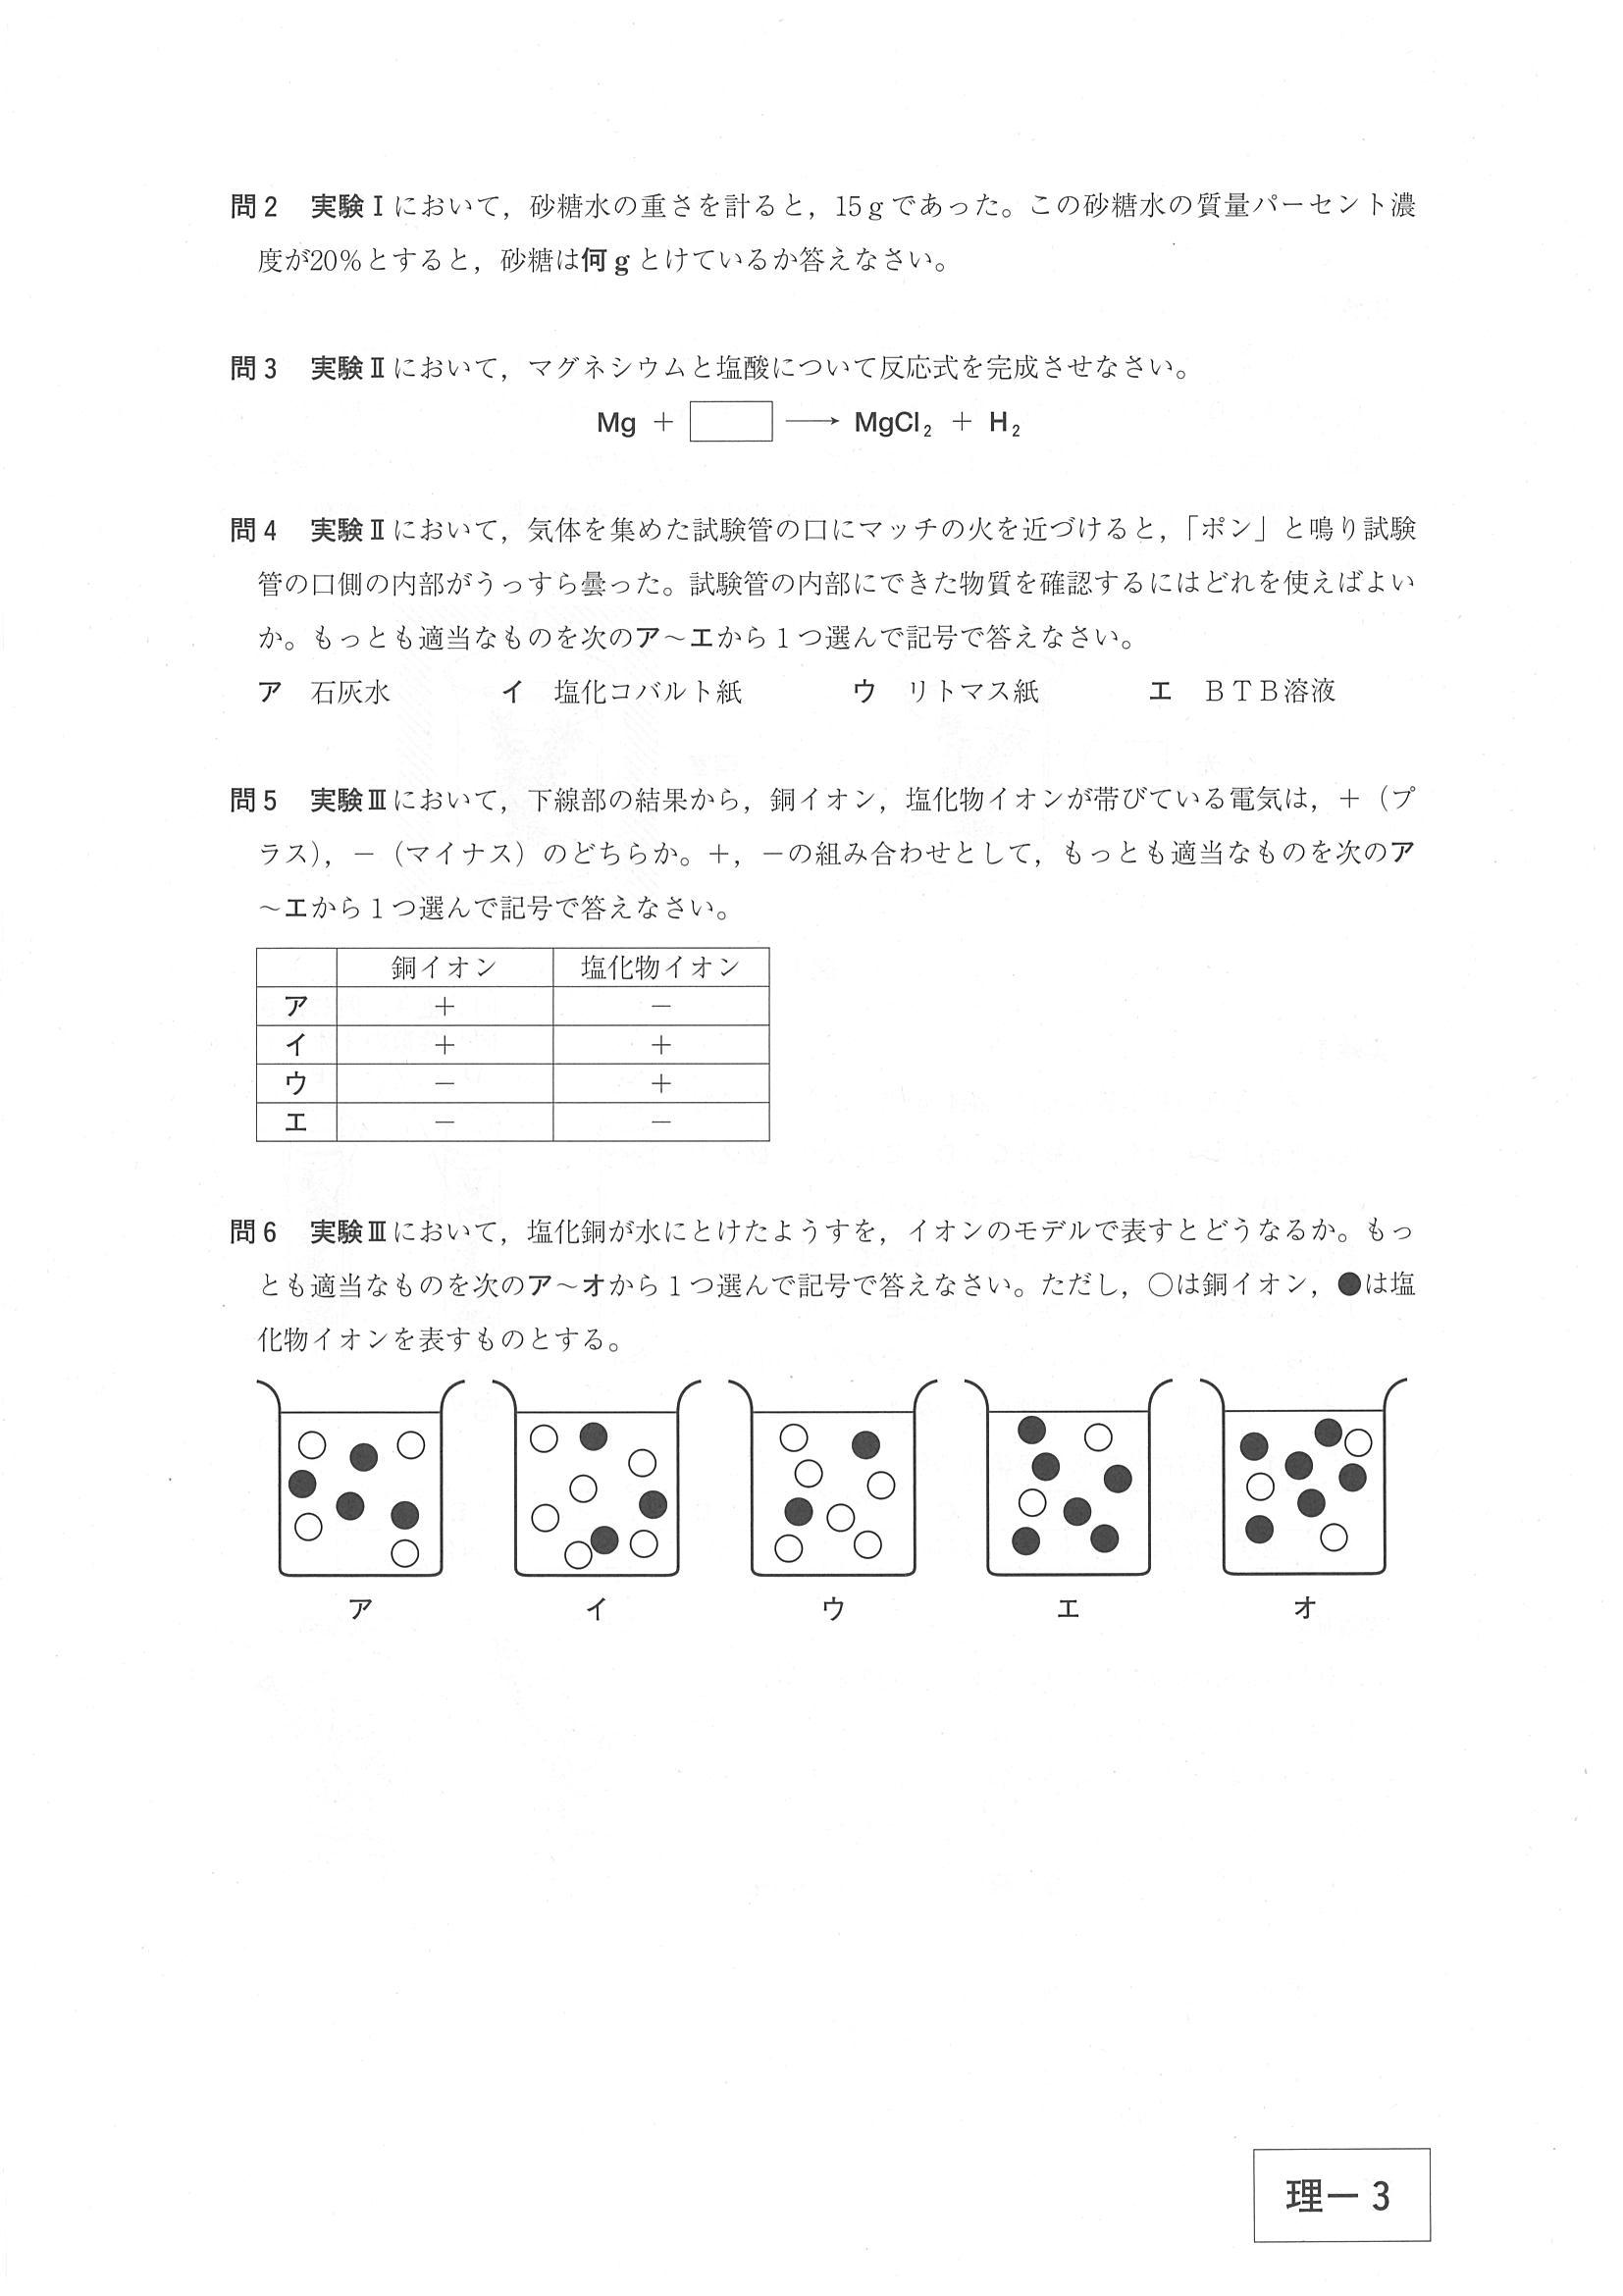 問2　実験Ⅰにおいて，砂糖水の重さを計ると，15gであった。この砂糖水の質量パーセント濃
度が20%とすると，砂糖は何gとけているか答えなさい。
問3　実験Ⅱにおいて，マグネシウムと塩酸について反応式を完成させなさい。
Mg ＋ □ ⟶ MgCl₂ ＋ H₂
問4　実験Ⅱにおいて，気体を集めた試験管の口にマッチの火を近づけると，「ポン」と鳴り試験
管の口側の内部がうっすら曇った。試験管の内部にできた物質を確認するにはどれを使えばよい
か。もっとも適当なものを次のア～エから1つ選んで記号で答えなさい。
ア　石灰水　イ　塩化コバルト紙　ウ　リトマス紙　エ　ＢＴＢ溶液
問5　実験Ⅲにおいて，下線部の結果から，銅イオン，塩化物イオンが帯びている電気は，＋（プ
ラス），－（マイナス）のどちらか。＋，－の組み合わせとして，もっとも適当なものを次のア
～エから1つ選んで記号で答えなさい。
銅イオン　塩化物イオン
ア　＋　－
イ　＋　＋
ウ　－　＋
エ　－　－
問6　実験Ⅲにおいて，塩化銅が水にとけたようすを，イオンのモデルで表すとどうなるか。もっ
とも適当なものを次のア～オから1つ選んで記号で答えなさい。ただし，○は銅イオン，●は塩
化物イオンを表すものとする。
ア　イ　ウ　エ　オ
理－3